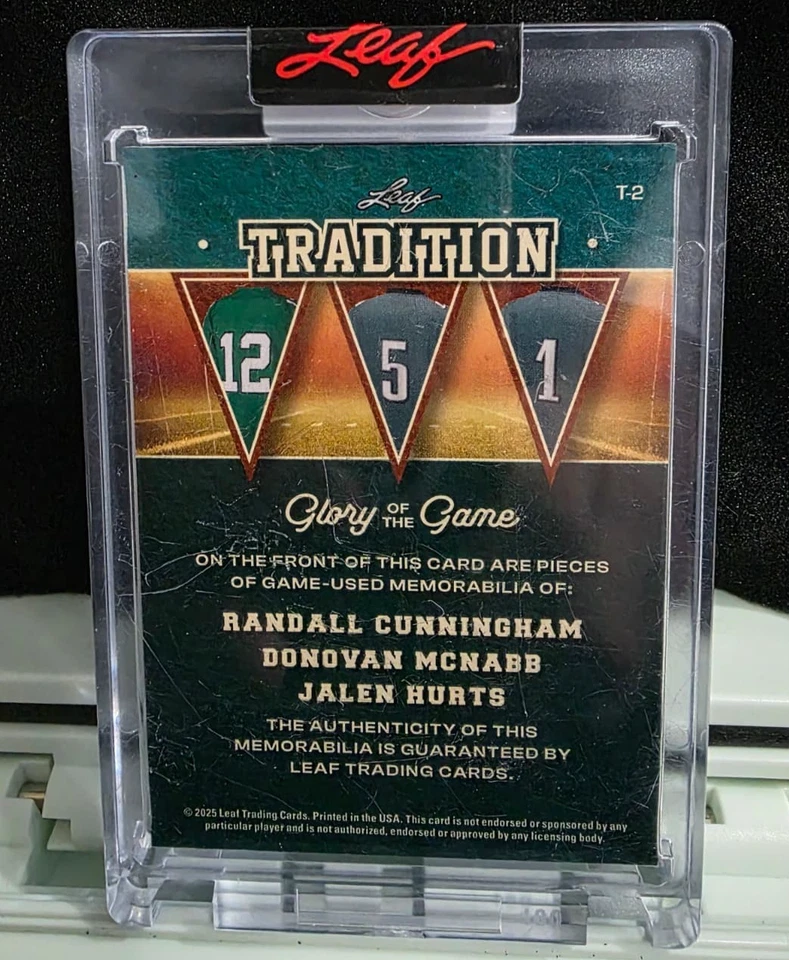 Leaf
Leaf
T-2
TRADITION
12 5 1
Glory OF THE Game
ON THE FRONT OF THIS CARD ARE PIECES
OF GAME-USED MEMORABILIA OF:
RANDALL CUNNINGHAM
DONOVAN MCNABB
JALEN HURTS
THE AUTHENTICITY OF THIS
MEMORABILIA IS GUARANTEED BY
LEAF TRADING CARDS.
© 2025 Leaf Trading Cards. Printed in the USA. This card is not endorsed or sponsored by any
particular player and is not authorized, endorsed or approved by any licensing body.